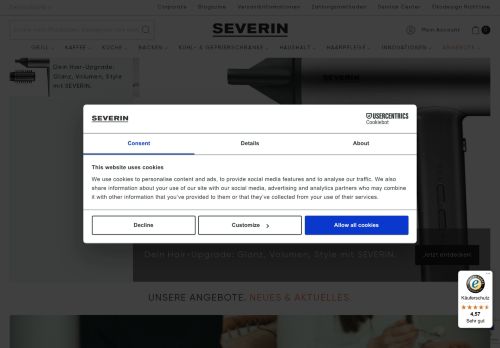 Corporate Blogzine Versandinformationen Zahlungsmethoden Service Center Ökodesign Richtlinie
SEVERIN
Mein Account
0
GRILL KAFFEE KÜCHE BACKEN KÜHL- & GEFRIERSCHRÄNKE HAUSHALT HAARPFLEGE INNOVATIONEN ANGEBOTE
Dein Hair-Upgrade:
Glanz, Volumen, Style
mit SEVERIN.
SEVERIN
SEVERIN
USERCENTRICS
Cookiebot
Consent Details About
This website uses cookies
We use cookies to personalise content and ads, to provide social media features and to analyse our traffic. We also
share information about your use of our site with our social media, advertising and analytics partners who may combine
it with other information that you've provided to them or that they've collected from your use of their services.
Decline Customize Allow all cookies
Dein Hair-Upgrade: Glanz, Volumen, Style mit SEVERIN.
Jetzt entdecken!
UNSERE ANGEBOTE. NEUES & AKTUELLES
Käuferschutz
4,57
Sehr gut